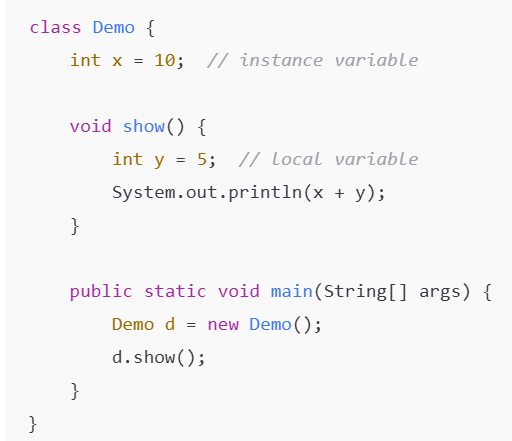 class Demo {
    int x = 10;  // instance variable

    void show() {
        int y = 5;  // local variable
        System.out.println(x + y);
    }

    public static void main(String[] args) {
        Demo d = new Demo();
        d.show();
    }
}